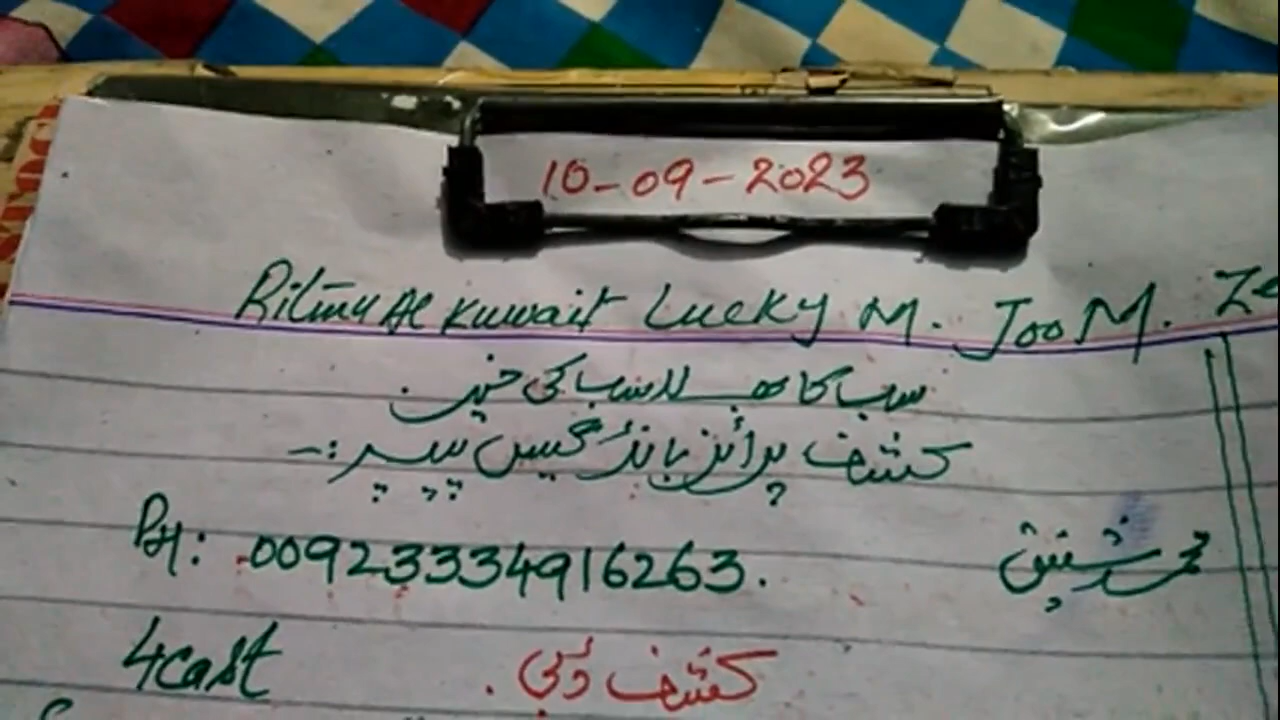 10-09-2023
Al Kuwait Lucky M. Joo M.
سب کا بھلا سب کی خیر
کشف پرائز بانڈ گیس پیپر :-
PH: 00923334916263. محمد شفیق
4cast کشف دبئی.